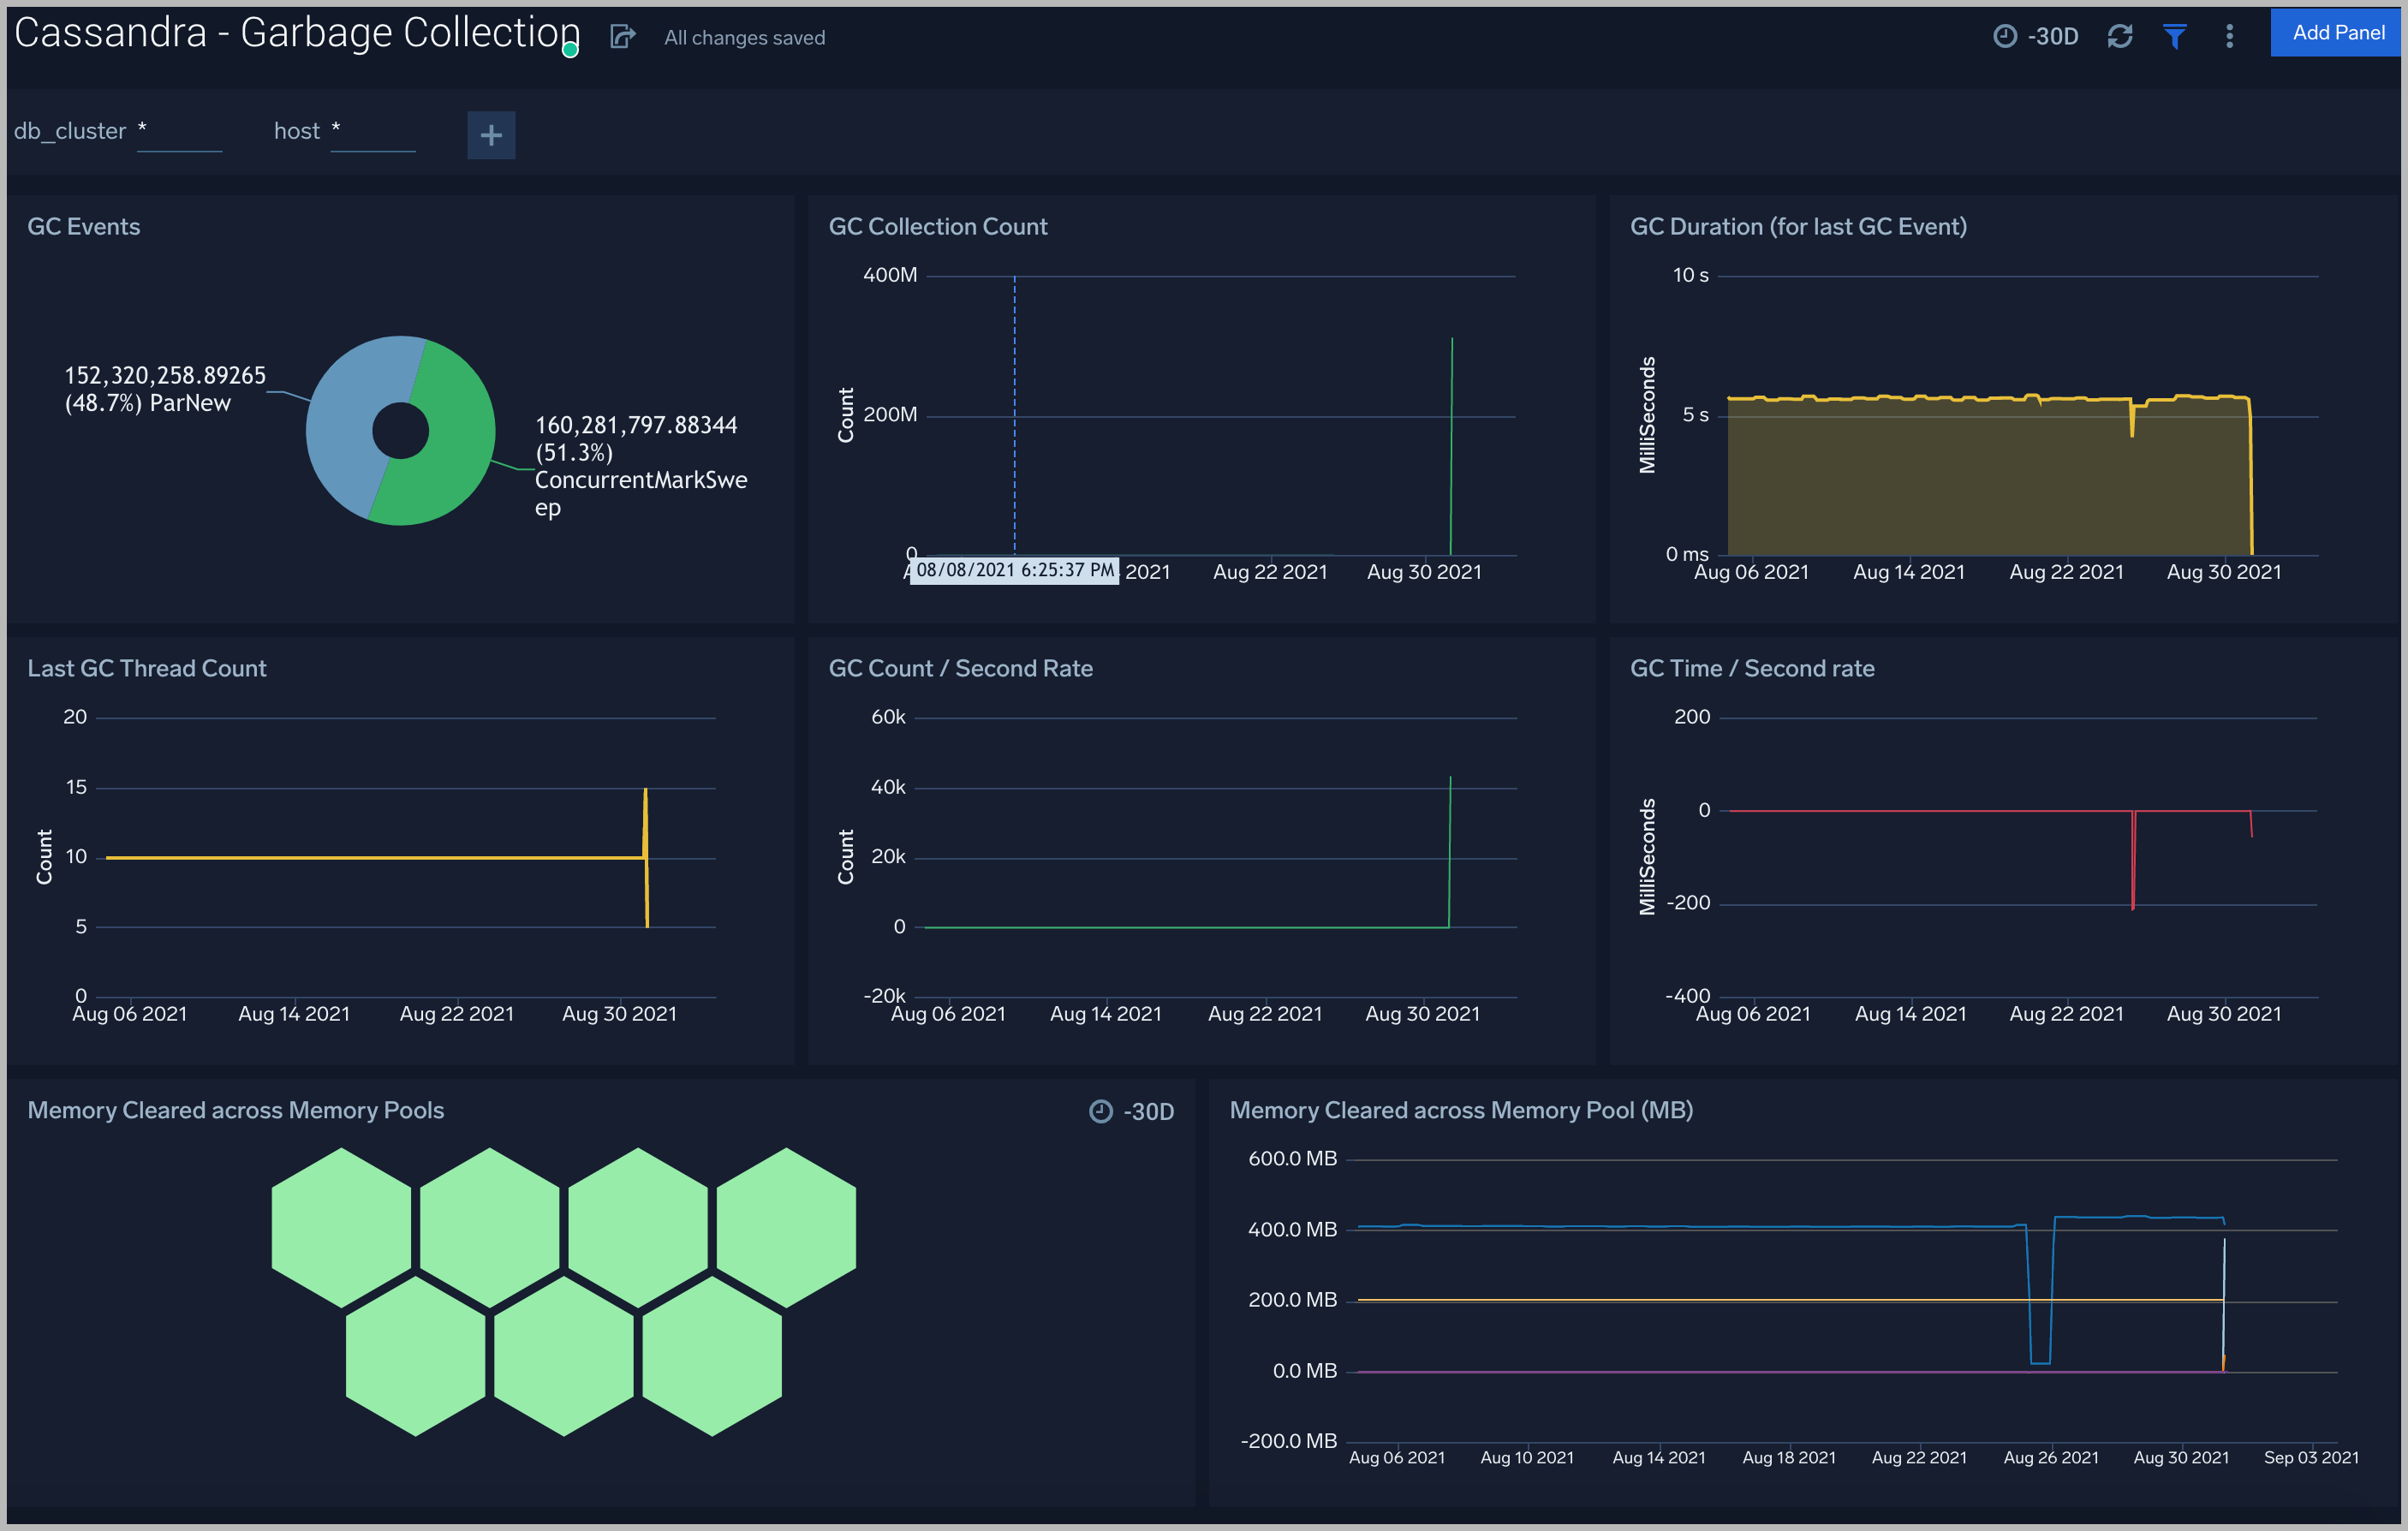 Cassandra - Garbage Collection
All changes saved
-30D
Add Panel
db_cluster *
host *
GC Events
152,320,258.89265
(48.7%) ParNew
160,281,797.88344
(51.3%)
ConcurrentMarkSwe
ep
GC Collection Count
400M
200M
0
Count
08/08/2021 6:25:37 PM
2021
Aug 22 2021
Aug 30 2021
GC Duration (for last GC Event)
10 s
5 s
0 ms
MilliSeconds
Aug 06 2021
Aug 14 2021
Aug 22 2021
Aug 30 2021
Last GC Thread Count
20
15
10
5
0
Count
Aug 06 2021
Aug 14 2021
Aug 22 2021
Aug 30 2021
GC Count / Second Rate
60k
40k
20k
0
-20k
Count
Aug 06 2021
Aug 14 2021
Aug 22 2021
Aug 30 2021
GC Time / Second rate
200
0
-200
-400
MilliSeconds
Aug 06 2021
Aug 14 2021
Aug 22 2021
Aug 30 2021
Memory Cleared across Memory Pools
-30D
Memory Cleared across Memory Pool (MB)
600.0 MB
400.0 MB
200.0 MB
0.0 MB
-200.0 MB
Aug 06 2021
Aug 10 2021
Aug 14 2021
Aug 18 2021
Aug 22 2021
Aug 26 2021
Aug 30 2021
Sep 03 2021